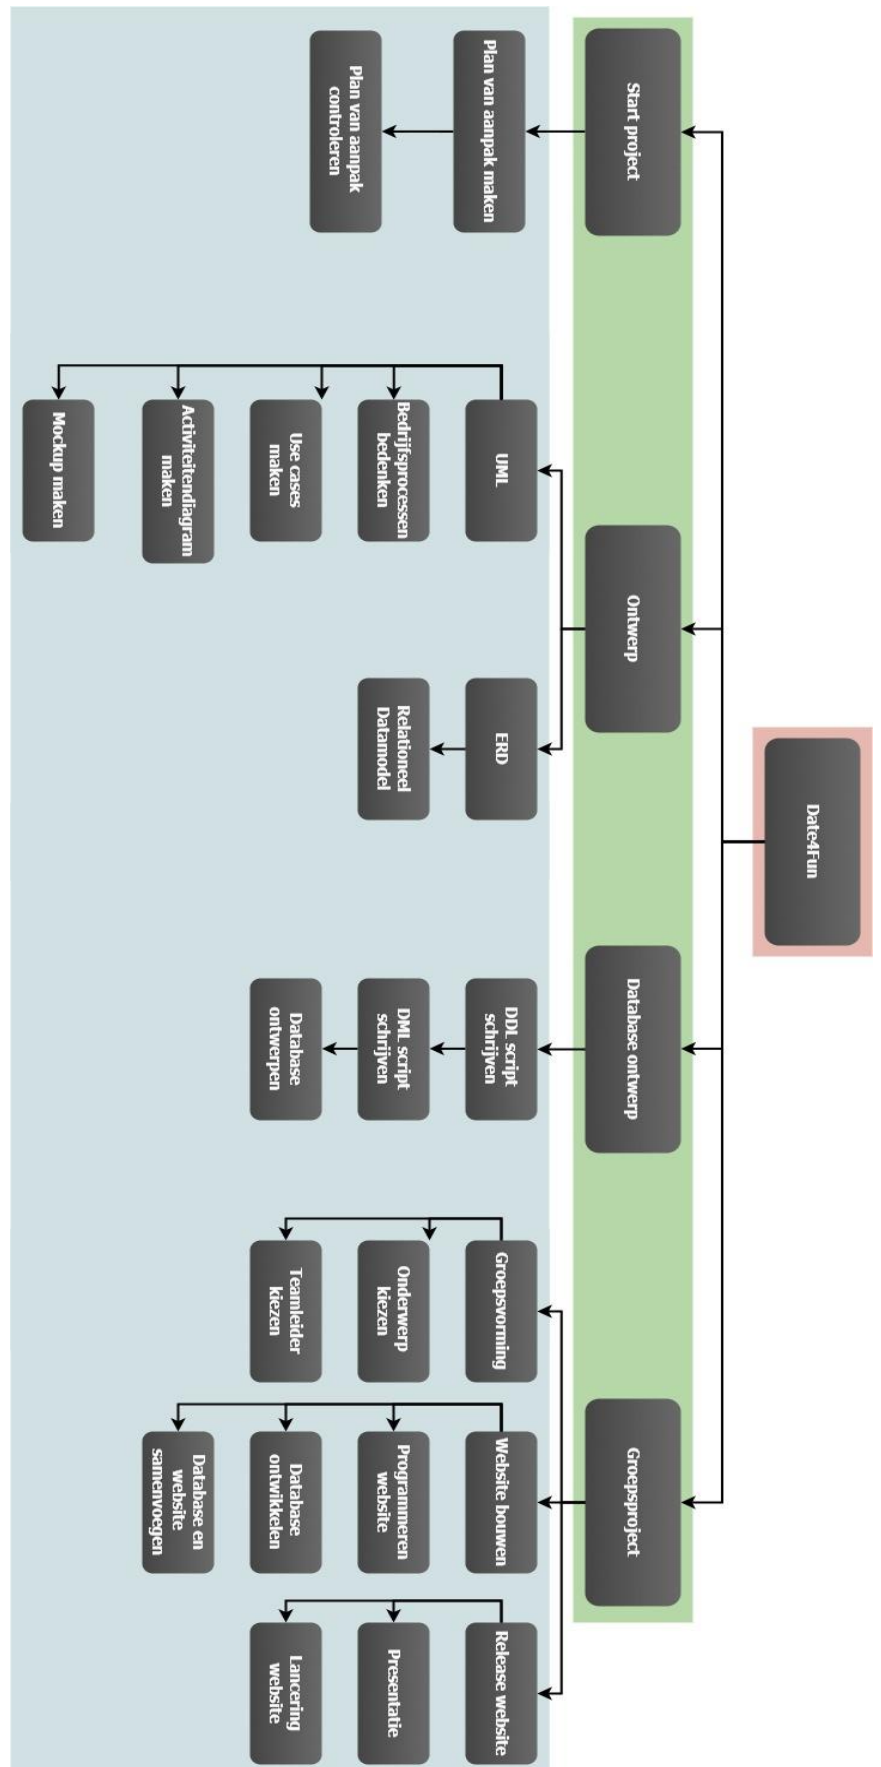 Date4Fun
Start project
Ontwerp
Database ontwerp
Groepsproject
Plan van aanpak maken
Plan van aanpak
controleren
UML
Bedrijfsprocessen
bedenken
Use cases
maken
Activiteitendiagram
maken
Mockup maken
ERD
Relationeel
Datamodel
DDL script
schrijven
DML script
schrijven
Database
ontwerpen
Groepsvorming
Onderwerp
kiezen
Teamleider
kiezen
Website bouwen
Programmeren
website
Database
ontwikkelen
Database en
website
samenvoegen
Release website
Presentatie
Lancering
website